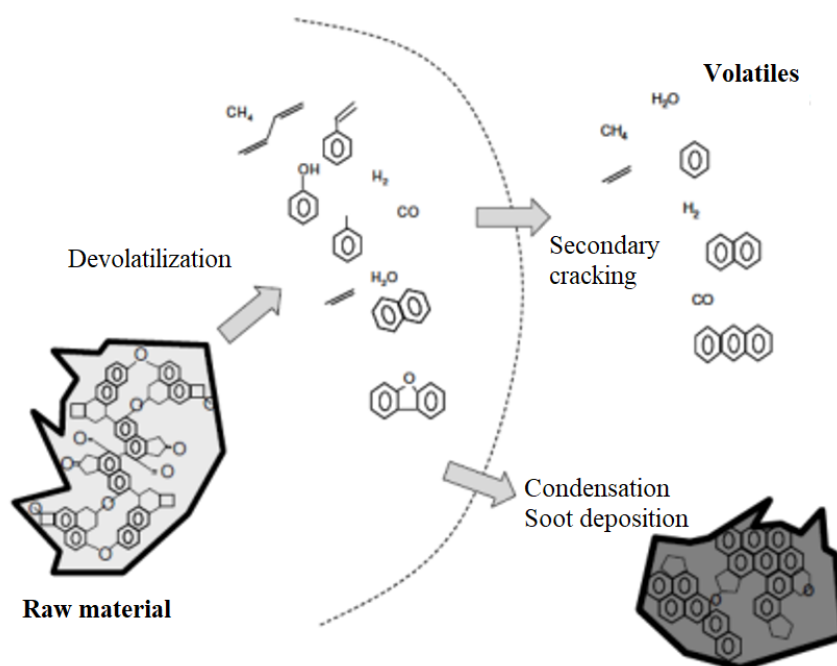 Volatiles
H₂O
CH₄
CH₄
OH
H₂
CO
H₂
Devolatilization
Secondary
cracking
H₂O
CO
O
O
O
O
O
O
O
O
O
O
O
Condensation
Soot deposition
O
O
Raw material